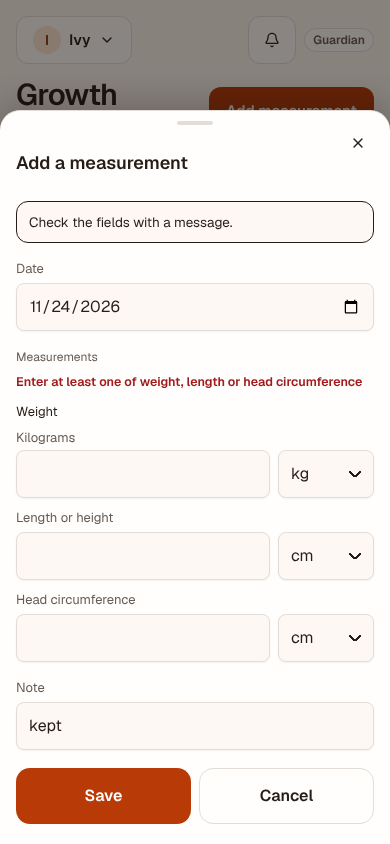 I Ivy
Guardian
Growth
Add measurement
Add a measurement
Check the fields with a message.
Date
11/24/2026
Measurements
Enter at least one of weight, length or head circumference
Weight
Kilograms
kg
Length or height
cm
Head circumference
cm
Note
kept
Save
Cancel